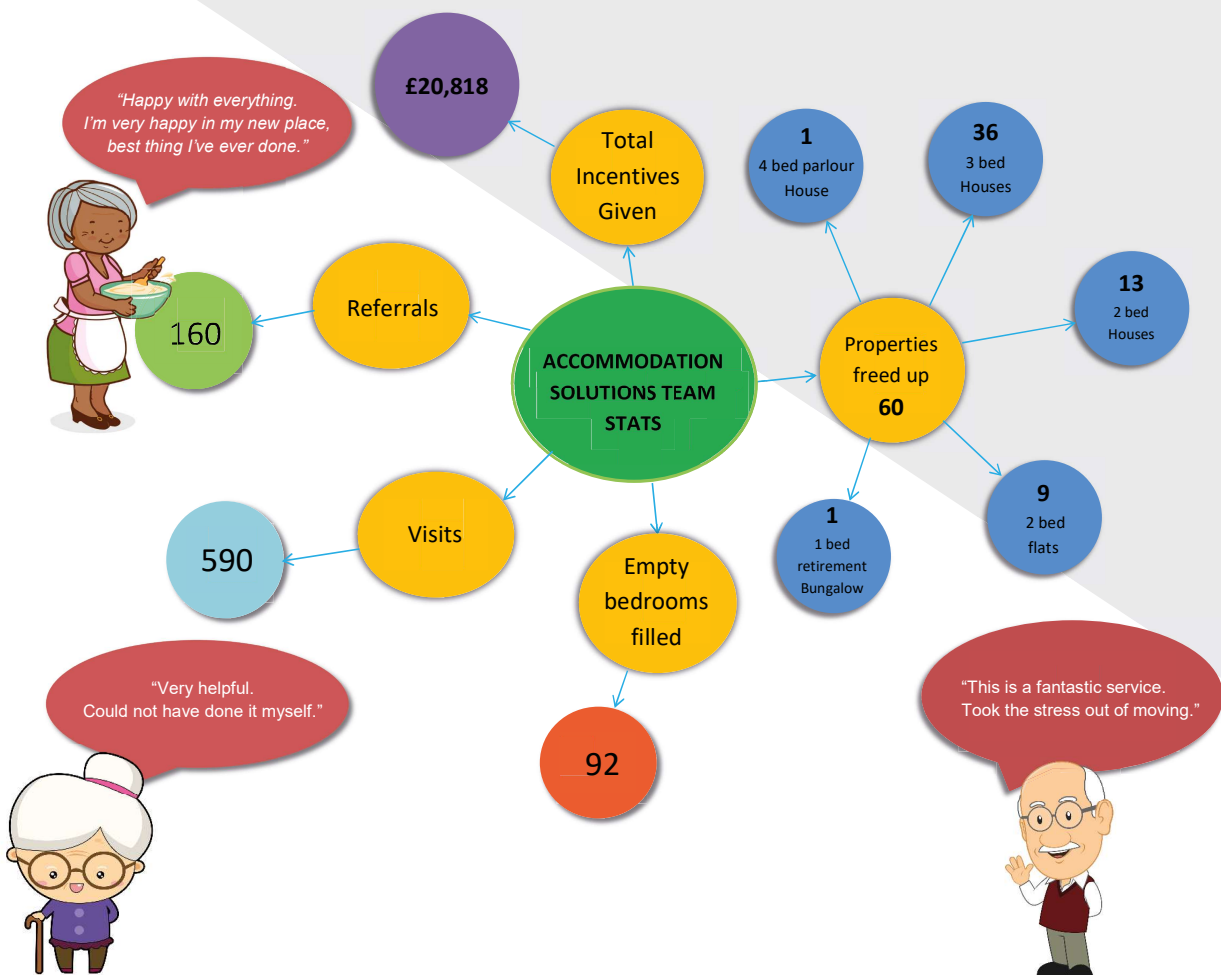 £20,818
“Happy with everything.
I’m very happy in my new place,
best thing I’ve ever done.”
Total
Incentives
Given
1
4 bed parlour
House
36
3 bed
Houses
Referrals
160
13
2 bed
Houses
ACCOMMODATION
SOLUTIONS TEAM
STATS
Properties
freed up
60
9
2 bed
flats
1
1 bed
retirement
Bungalow
Visits
590
Empty
bedrooms
filled
92
“Very helpful.
Could not have done it myself.”
“This is a fantastic service.
Took the stress out of moving.”